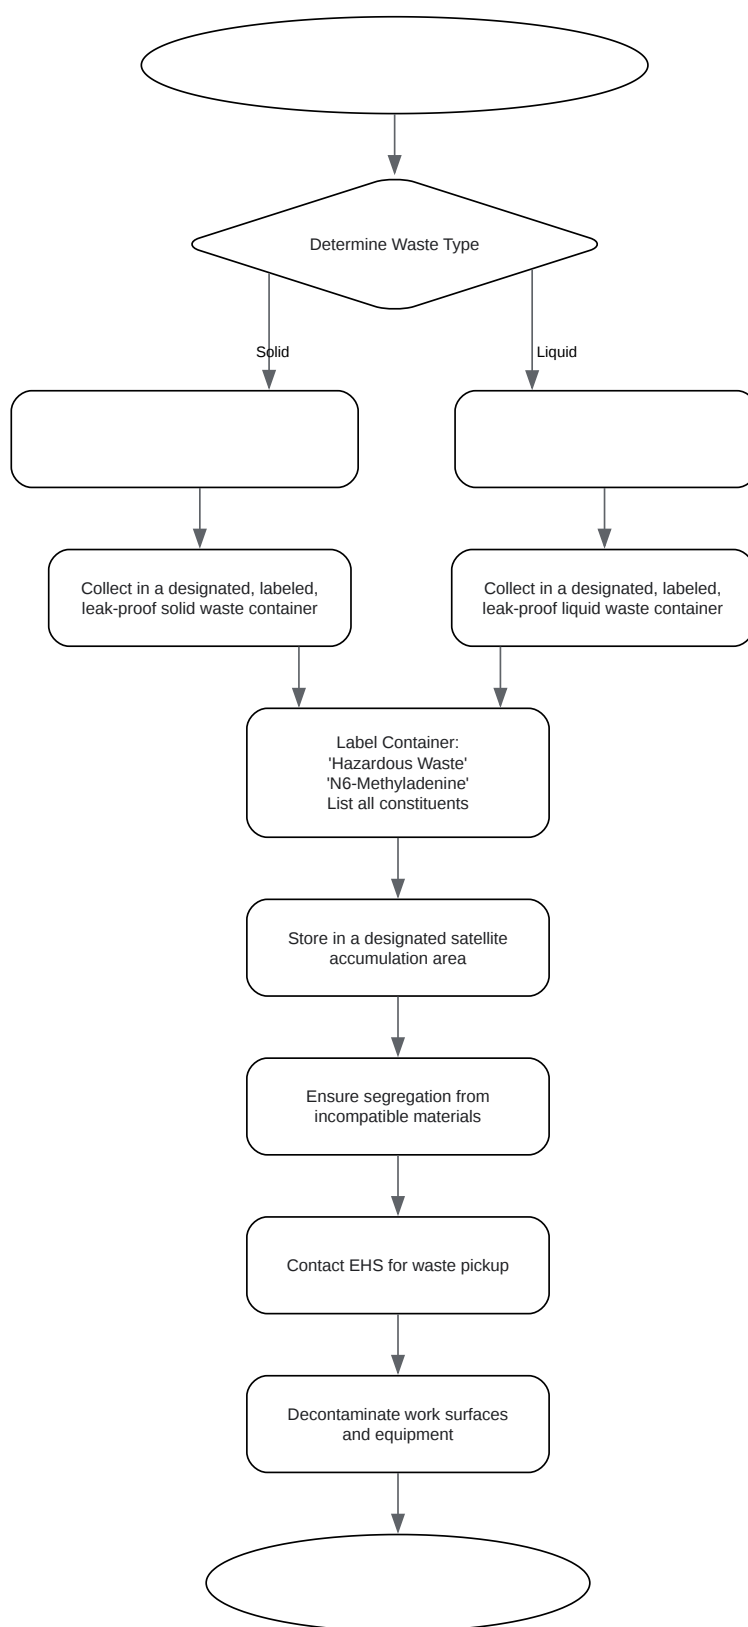 Determine Waste Type
Solid
Liquid
Collect in a designated, labeled,
leak-proof solid waste container
Collect in a designated, labeled,
leak-proof liquid waste container
Label Container:
'Hazardous Waste'
'N6-Methyladenine'
List all constituents
Store in a designated satellite
accumulation area
Ensure segregation from
incompatible materials
Contact EHS for waste pickup
Decontaminate work surfaces
and equipment